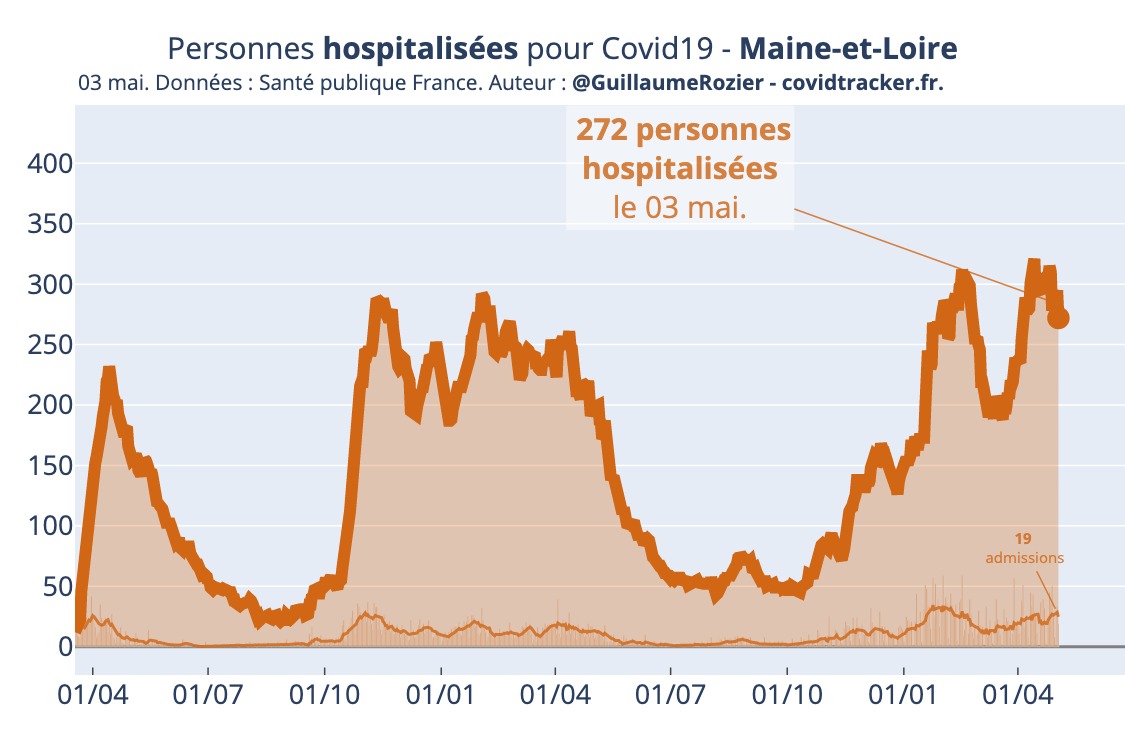 Personnes hospitalisées pour Covid19 - Maine-et-Loire
03 mai. Données : Santé publique France. Auteur : @GuillaumeRozier - covidtracker.fr.
272 personnes
hospitalisées
le 03 mai.
400
350
300
250
200
150
100
50
0
19
admissions
01/04 01/07 01/10 01/01 01/04 01/07 01/10 01/01 01/04